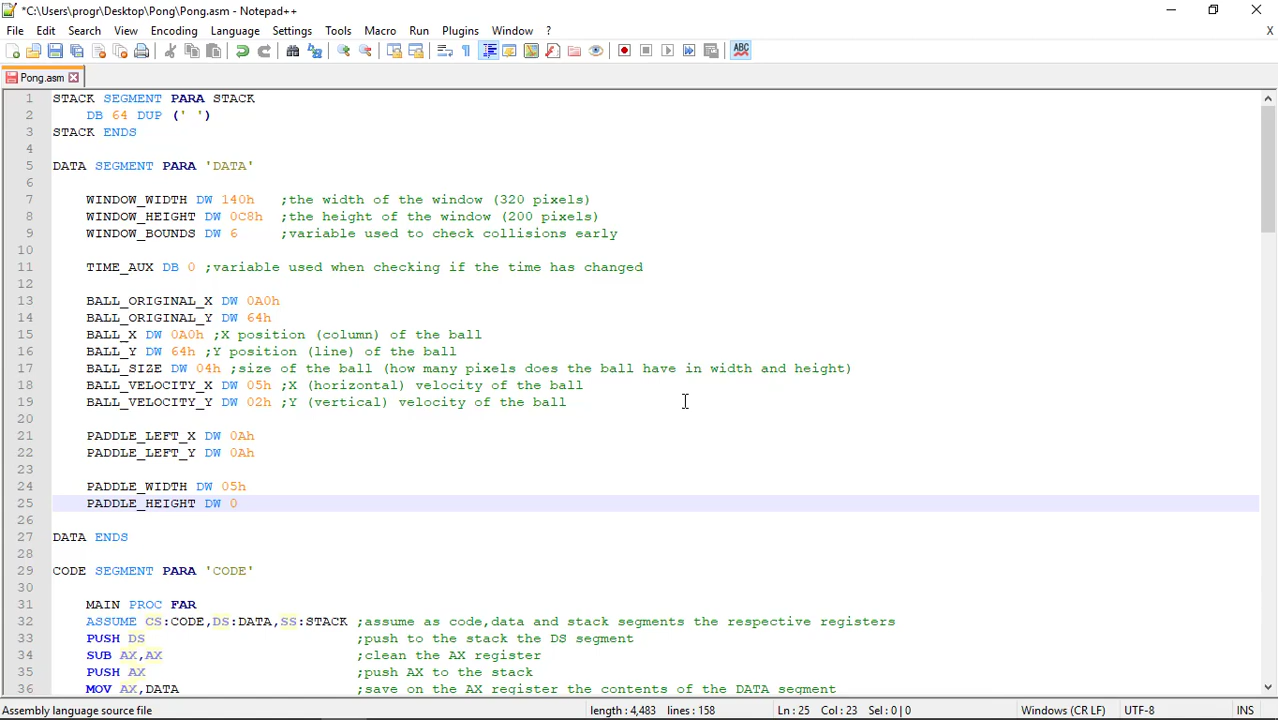 *C:\Users\progr\Desktop\Pong\Pong.asm - Notepad++
File Edit Search View Encoding Language Settings Tools Macro Run Plugins Window ? X
ABC
Pong.asm
1 STACK SEGMENT PARA STACK
2 DB 64 DUP (' ')
3 STACK ENDS
4
5 DATA SEGMENT PARA 'DATA'
6
7 WINDOW_WIDTH DW 140h ;the width of the window (320 pixels)
8 WINDOW_HEIGHT DW 0C8h ;the height of the window (200 pixels)
9 WINDOW_BOUNDS DW 6 ;variable used to check collisions early
10
11 TIME_AUX DB 0 ;variable used when checking if the time has changed
12
13 BALL_ORIGINAL_X DW 0A0h
14 BALL_ORIGINAL_Y DW 64h
15 BALL_X DW 0A0h ;X position (column) of the ball
16 BALL_Y DW 64h ;Y position (line) of the ball
17 BALL_SIZE DW 04h ;size of the ball (how many pixels does the ball have in width and height)
18 BALL_VELOCITY_X DW 05h ;X (horizontal) velocity of the ball
19 BALL_VELOCITY_Y DW 02h ;Y (vertical) velocity of the ball
20
21 PADDLE_LEFT_X DW 0Ah
22 PADDLE_LEFT_Y DW 0Ah
23
24 PADDLE_WIDTH DW 05h
25 PADDLE_HEIGHT DW 0
26
27 DATA ENDS
28
29 CODE SEGMENT PARA 'CODE'
30
31 MAIN PROC FAR
32 ASSUME CS:CODE,DS:DATA,SS:STACK ;assume as code,data and stack segments the respective registers
33 PUSH DS ;push to the stack the DS segment
34 SUB AX,AX ;clean the AX register
35 PUSH AX ;push AX to the stack
36 MOV AX,DATA ;save on the AX register the contents of the DATA segment
Assembly language source file length : 4,483 lines : 158 Ln : 25 Col : 23 Sel : 0 | 0 Windows (CR LF) UTF-8 INS